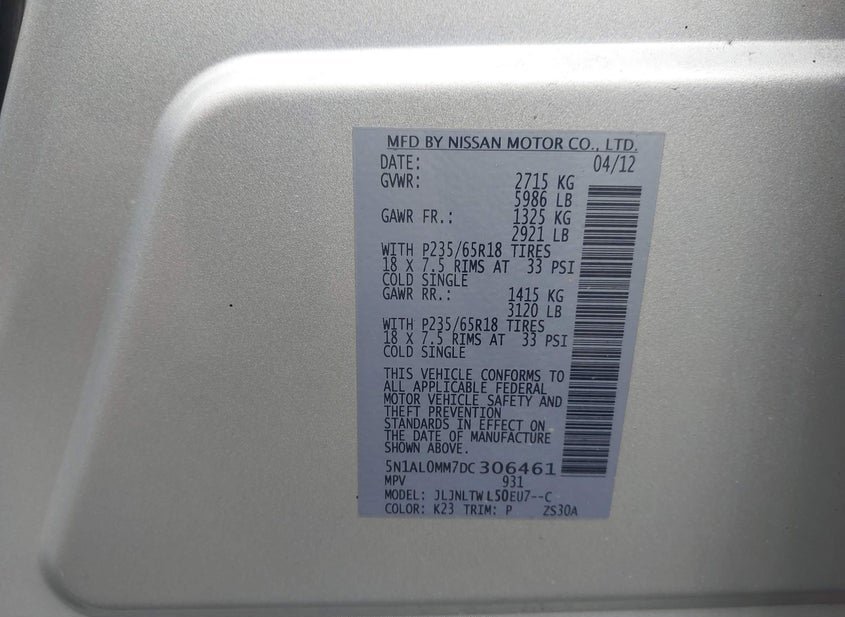 MFD BY NISSAN MOTOR CO., LTD.
DATE: 04/12
GVWR: 2715 KG
5986 LB
GAWR FR.: 1325 KG
2921 LB
WITH P235/65R18 TIRES
18 X 7.5 RIMS AT 33 PSI
COLD SINGLE
GAWR RR.: 1415 KG
3120 LB
WITH P235/65R18 TIRES
18 X 7.5 RIMS AT 33 PSI
COLD SINGLE
THIS VEHICLE CONFORMS TO
ALL APPLICABLE FEDERAL
MOTOR VEHICLE SAFETY AND
THEFT PREVENTION
STANDARDS IN EFFECT ON
THE DATE OF MANUFACTURE
SHOWN ABOVE.
5N1AL0MM7DC306461
MPV 931
MODEL: JLJNLTWL50EU7--C
COLOR: K23 TRIM: P ZS30A